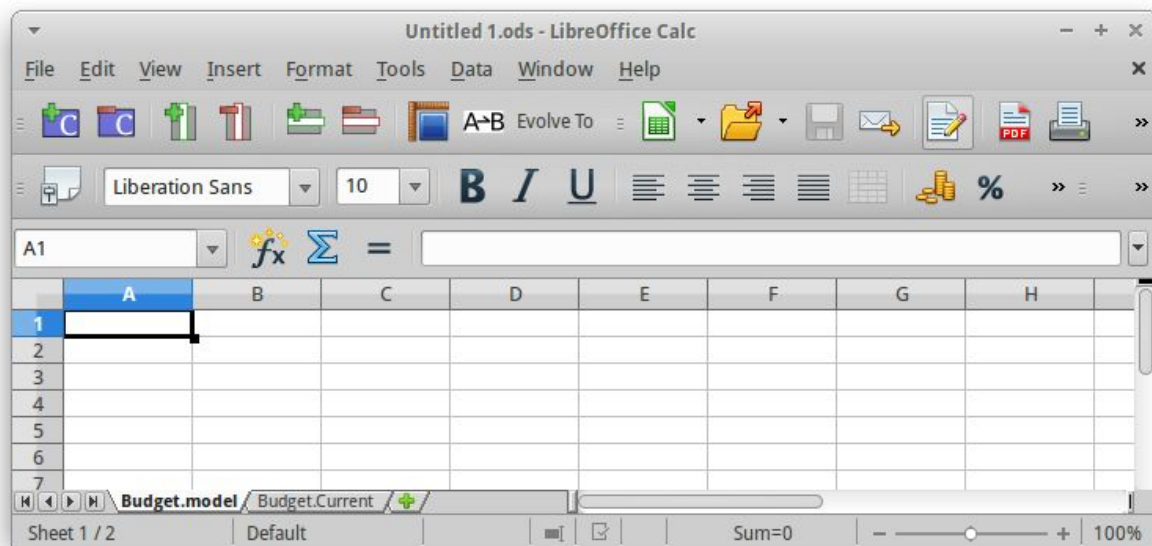 Untitled 1.ods - LibreOffice Calc
File Edit View Insert Format Tools Data Window Help
C C A→B Evolve To PDF »
Liberation Sans 10 B I U % » »
A1 fx Σ =
A B C D E F G H
1
2
3
4
5
6
7
Budget.model Budget.Current
Sheet 1 / 2 Default Sum=0 − + 100%